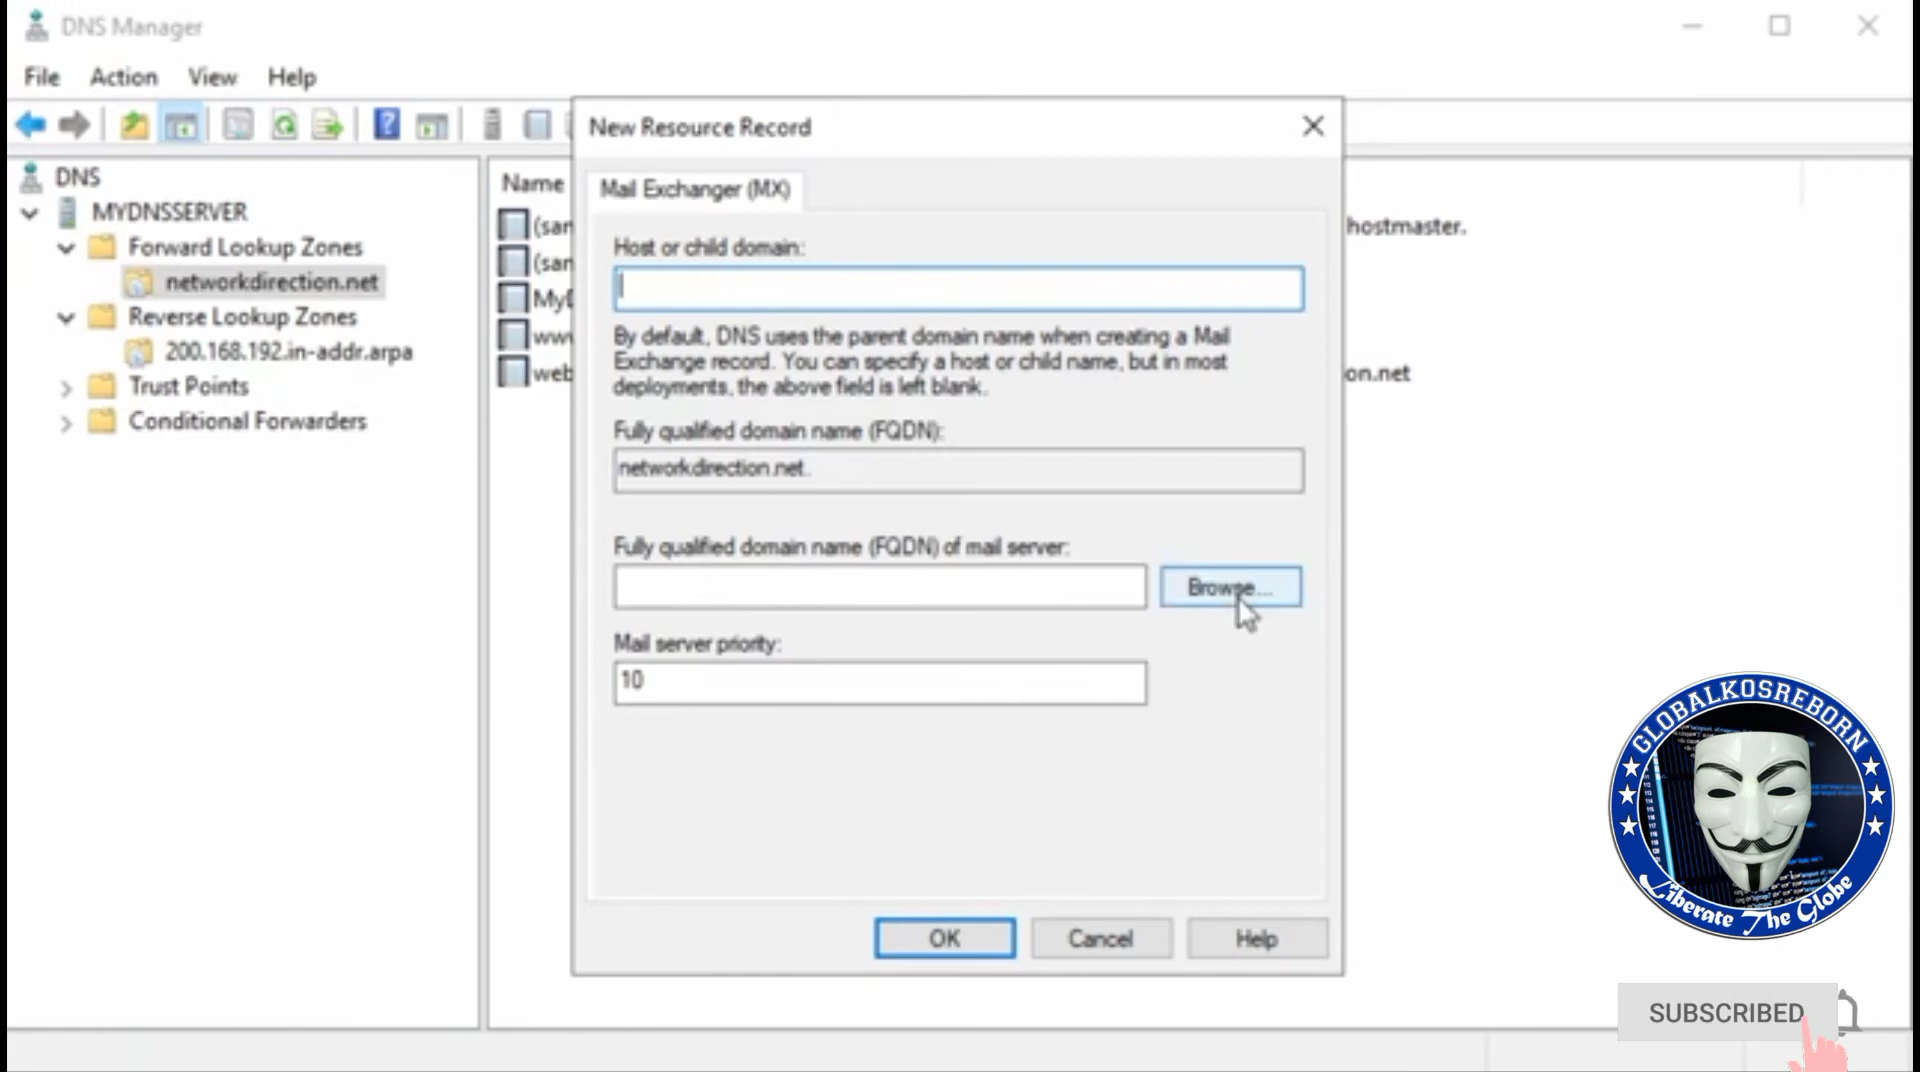 DNS Manager
File Action View Help
DNS
MYDNSSERVER
Forward Lookup Zones
networkdirection.net
Reverse Lookup Zones
200.168.192.in-addr.arpa
Trust Points
Conditional Forwarders
Name
(san
(san
MyD
www
web
hostmaster.
on.net
New Resource Record
Mail Exchanger (MX)
Host or child domain:
By default, DNS uses the parent domain name when creating a Mail
Exchange record. You can specify a host or child name, but in most
deployments, the above field is left blank.
Fully qualified domain name (FQDN):
networkdirection.net.
Fully qualified domain name (FQDN) of mail server:
Browse...
Mail server priority:
10
OK Cancel Help
GLOBALKOSREBORN
Liberate The Globe
SUBSCRIBED